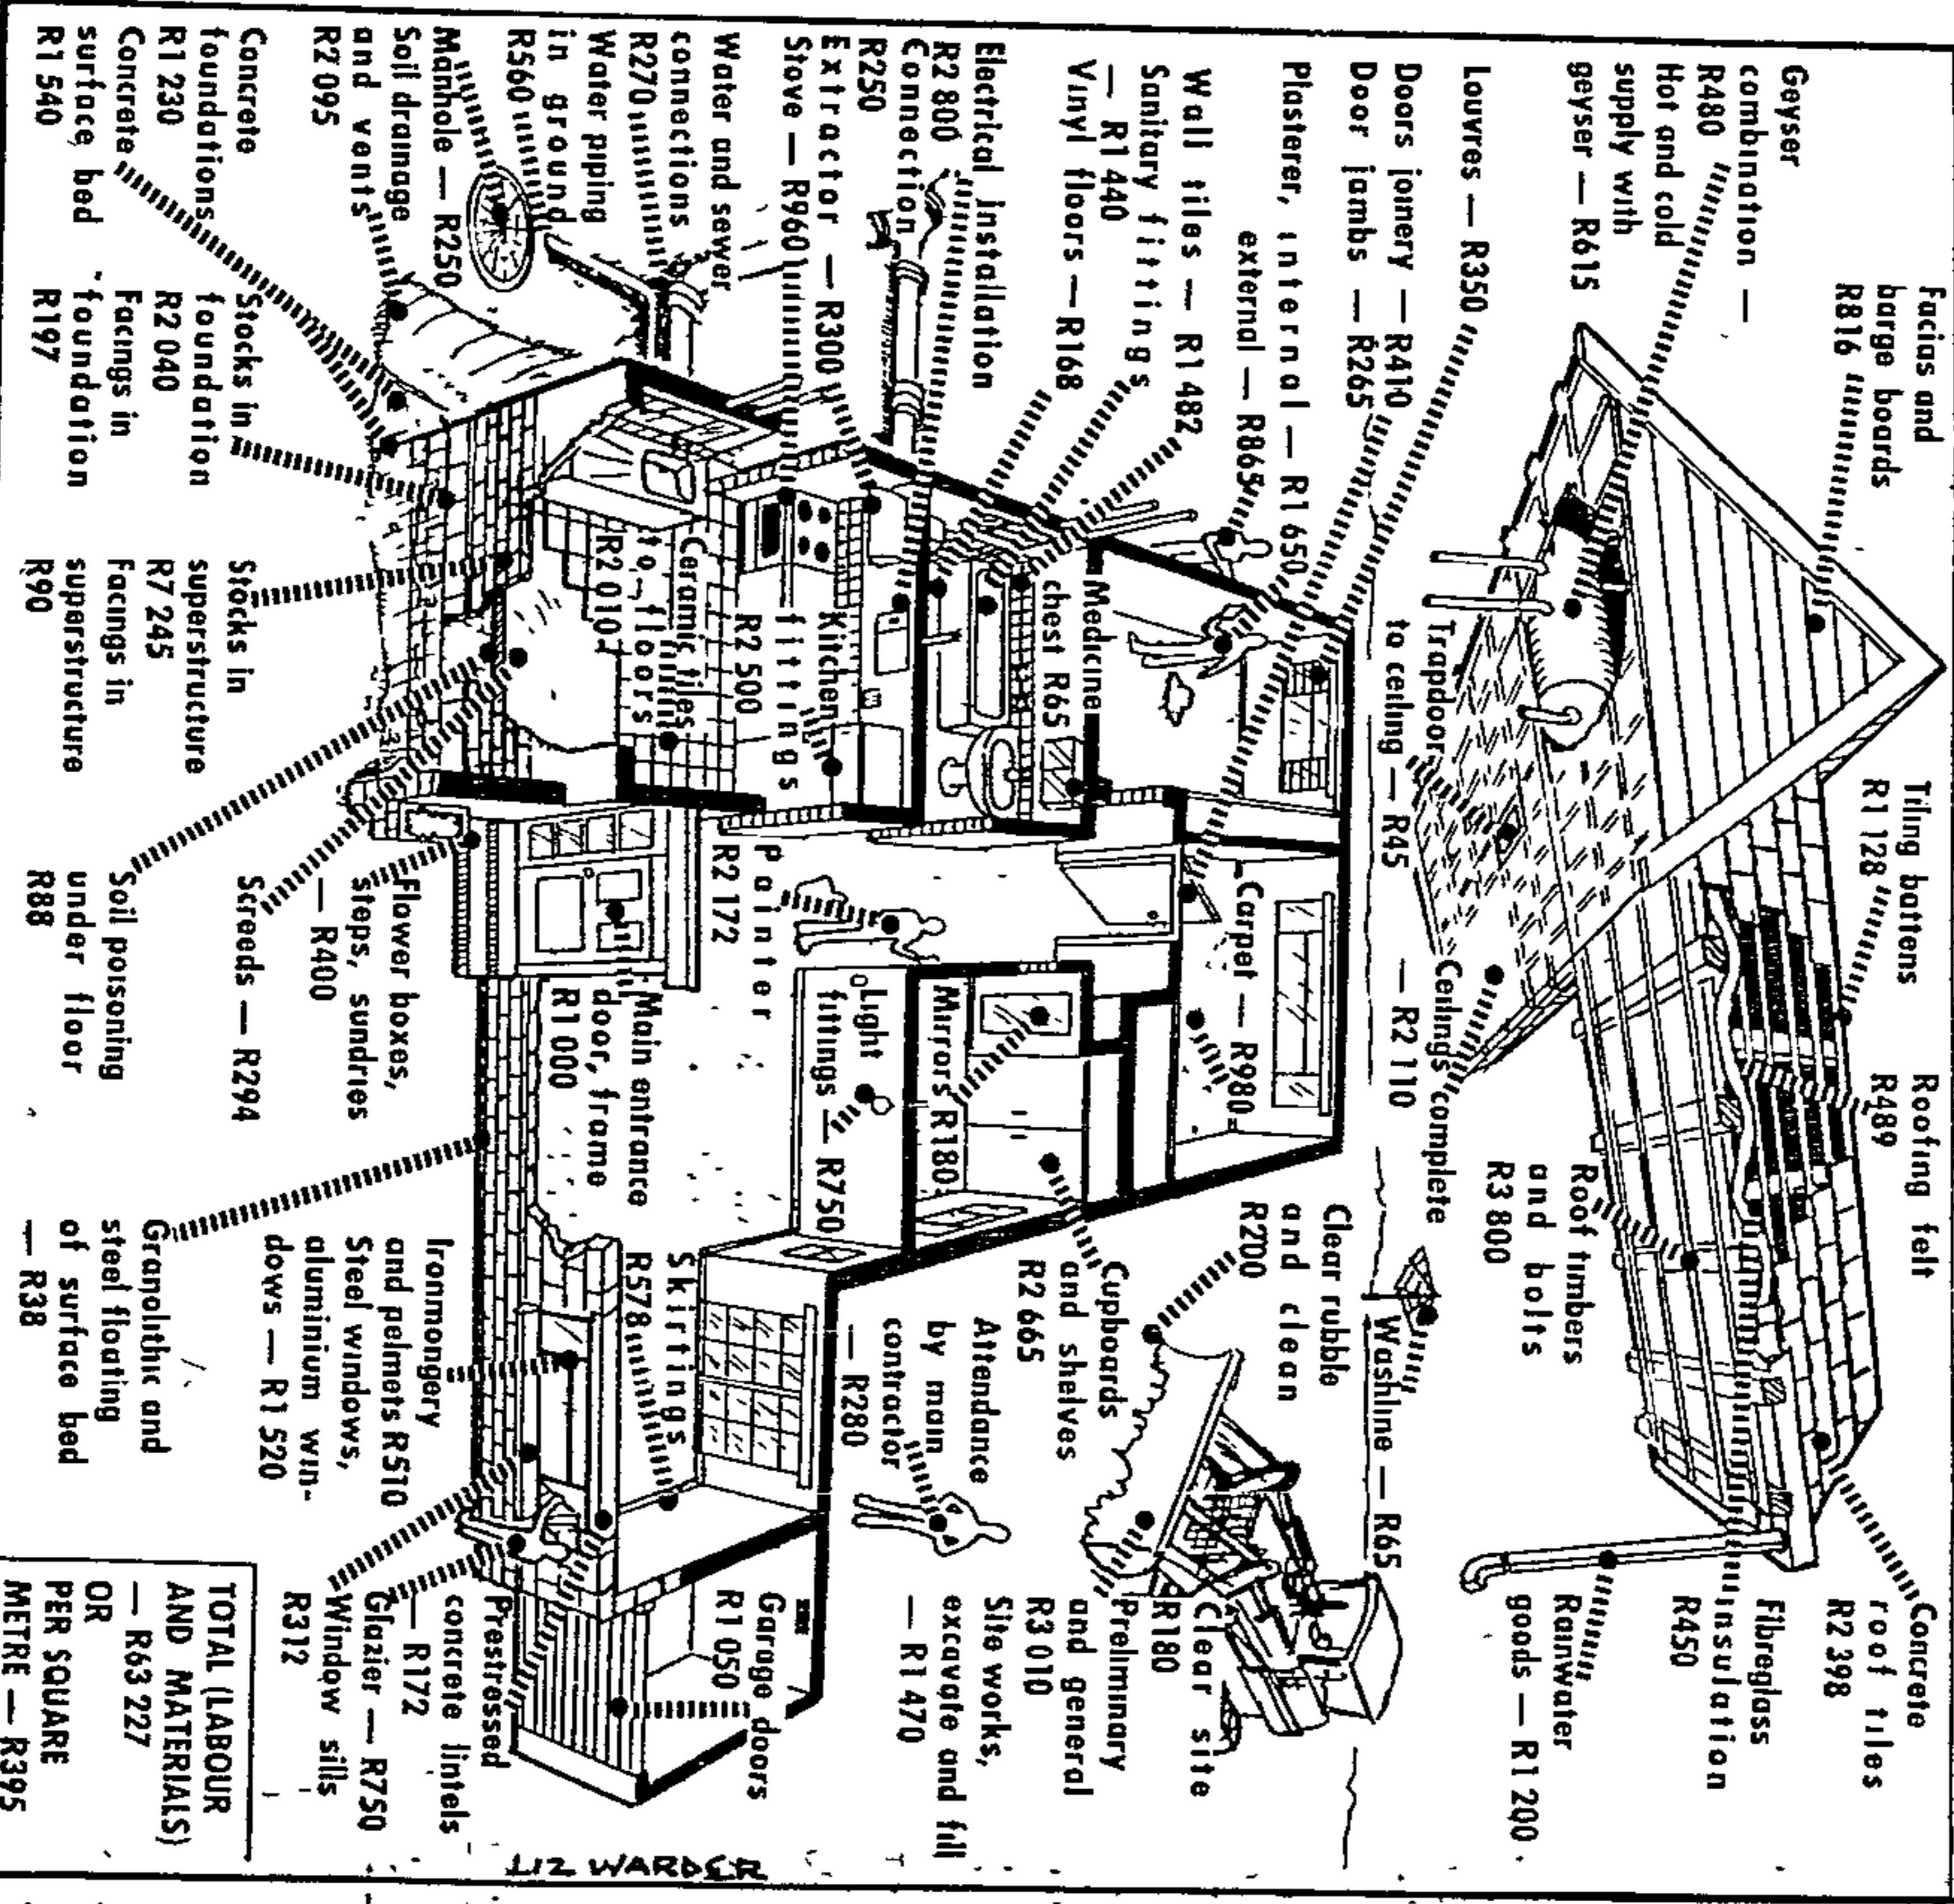 Geyser
combination —
R480
Hot and cold
supply with
geyser — R615
Facias and
barge boards
R816
Tiling battens
R1 128
Roofing felt
R489
Roof timbers
and bolts
R3 800
Concrete
roof tiles
R2 398
Fibreglass
insulation
R450
Rainwater
goods — R1 200
Louvres — R350
Doors joinery — R410
Door jambs — R265
Plasterer, internal — R1 650
external — R865
Wall tiles — R1 482
Sanitary fittings
— R1 440
Vinyl floors — R168
Electrical installation
R2 800
Connection
R250
Extractor — R300
Stove — R960
Water and sewer
connections
R270
Water piping
in ground
R560
Manhole — R250
Soil drainage
and vents
R2 095
Trapdoor
to ceiling — R45
Ceilings complete
— R2 110
Washline — R65
Clear rubble
and clean
R200
Clear site
R180
Preliminary
and general
R3 010
Site works,
excavate and fill
— R1 470
Medicine
chest R65
Carpet — R980
Mirrors R180
Cupboards
and shelves
R2 665
Attendance
by main
contractor
— R280
Kitchen
fittings
R2 500
Ceramic tiles
to floors
R2 010
Painter
R2 172
Light
fittings — R750
Main entrance
door, frame
R1 000
Skirtings
R578
Garage doors
R1 050
Concrete
foundations
R1 230
Concrete
surface bed
R1 540
Stocks in
foundation
R2 040
Facings in
foundation
R197
Stocks in
superstructure
R7 245
Facings in
superstructure
R90
Flower boxes,
steps, sundries
— R400
Screeds — R294
Soil poisoning
under floor
R88
Ironmongery
and pelmets R510
Steel windows,
aluminium win-
dows — R1 520
Granolithic and
steel floating
of surface bed
— R38
Prestressed
concrete lintels
— R172
Glazier — R750
Window sills
R312
TOTAL (LABOUR
AND MATERIALS)
— R63 227
OR
PER SQUARE
METRE — R395
LIZ WARDER